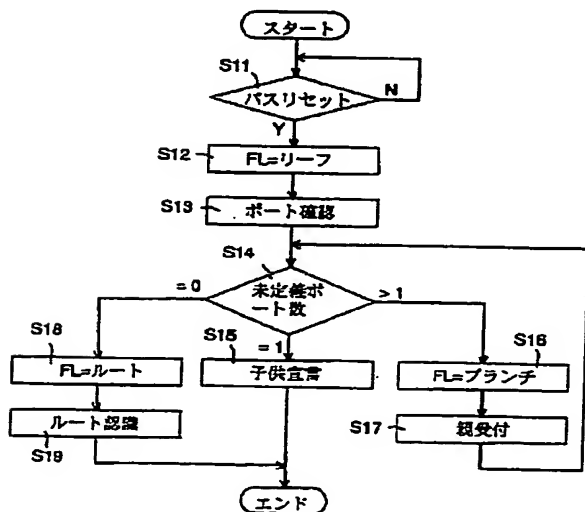 スタート
S11
バスリセット
N
Y
S12
FL=リーフ
S13
ポート確認
S14
未定義ポ
ート数
=0
>1
=1
S18
FL=ルート
S15
子供宣言
S16
FL=ブランチ
ルート認識
S19
S17
親受付
エンド